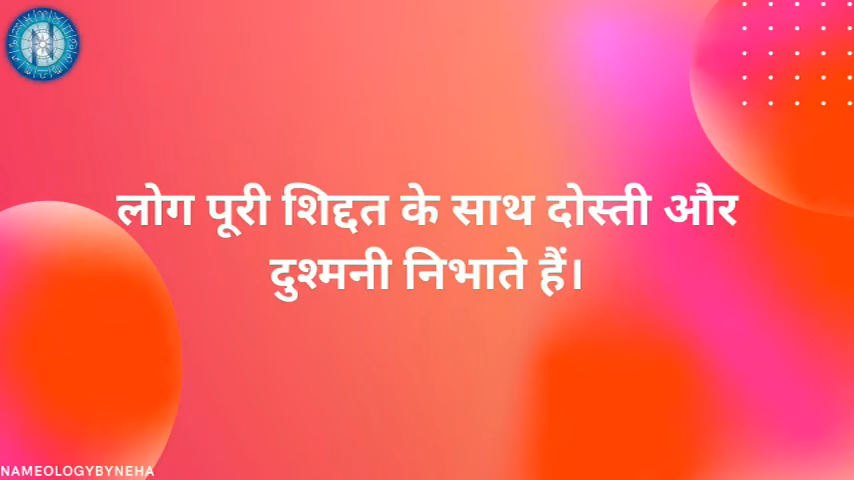 लोग पूरी शिद्दत के साथ दोस्ती और
दुश्मनी निभाते हैं।
NAMEOLOGYBYNEHA